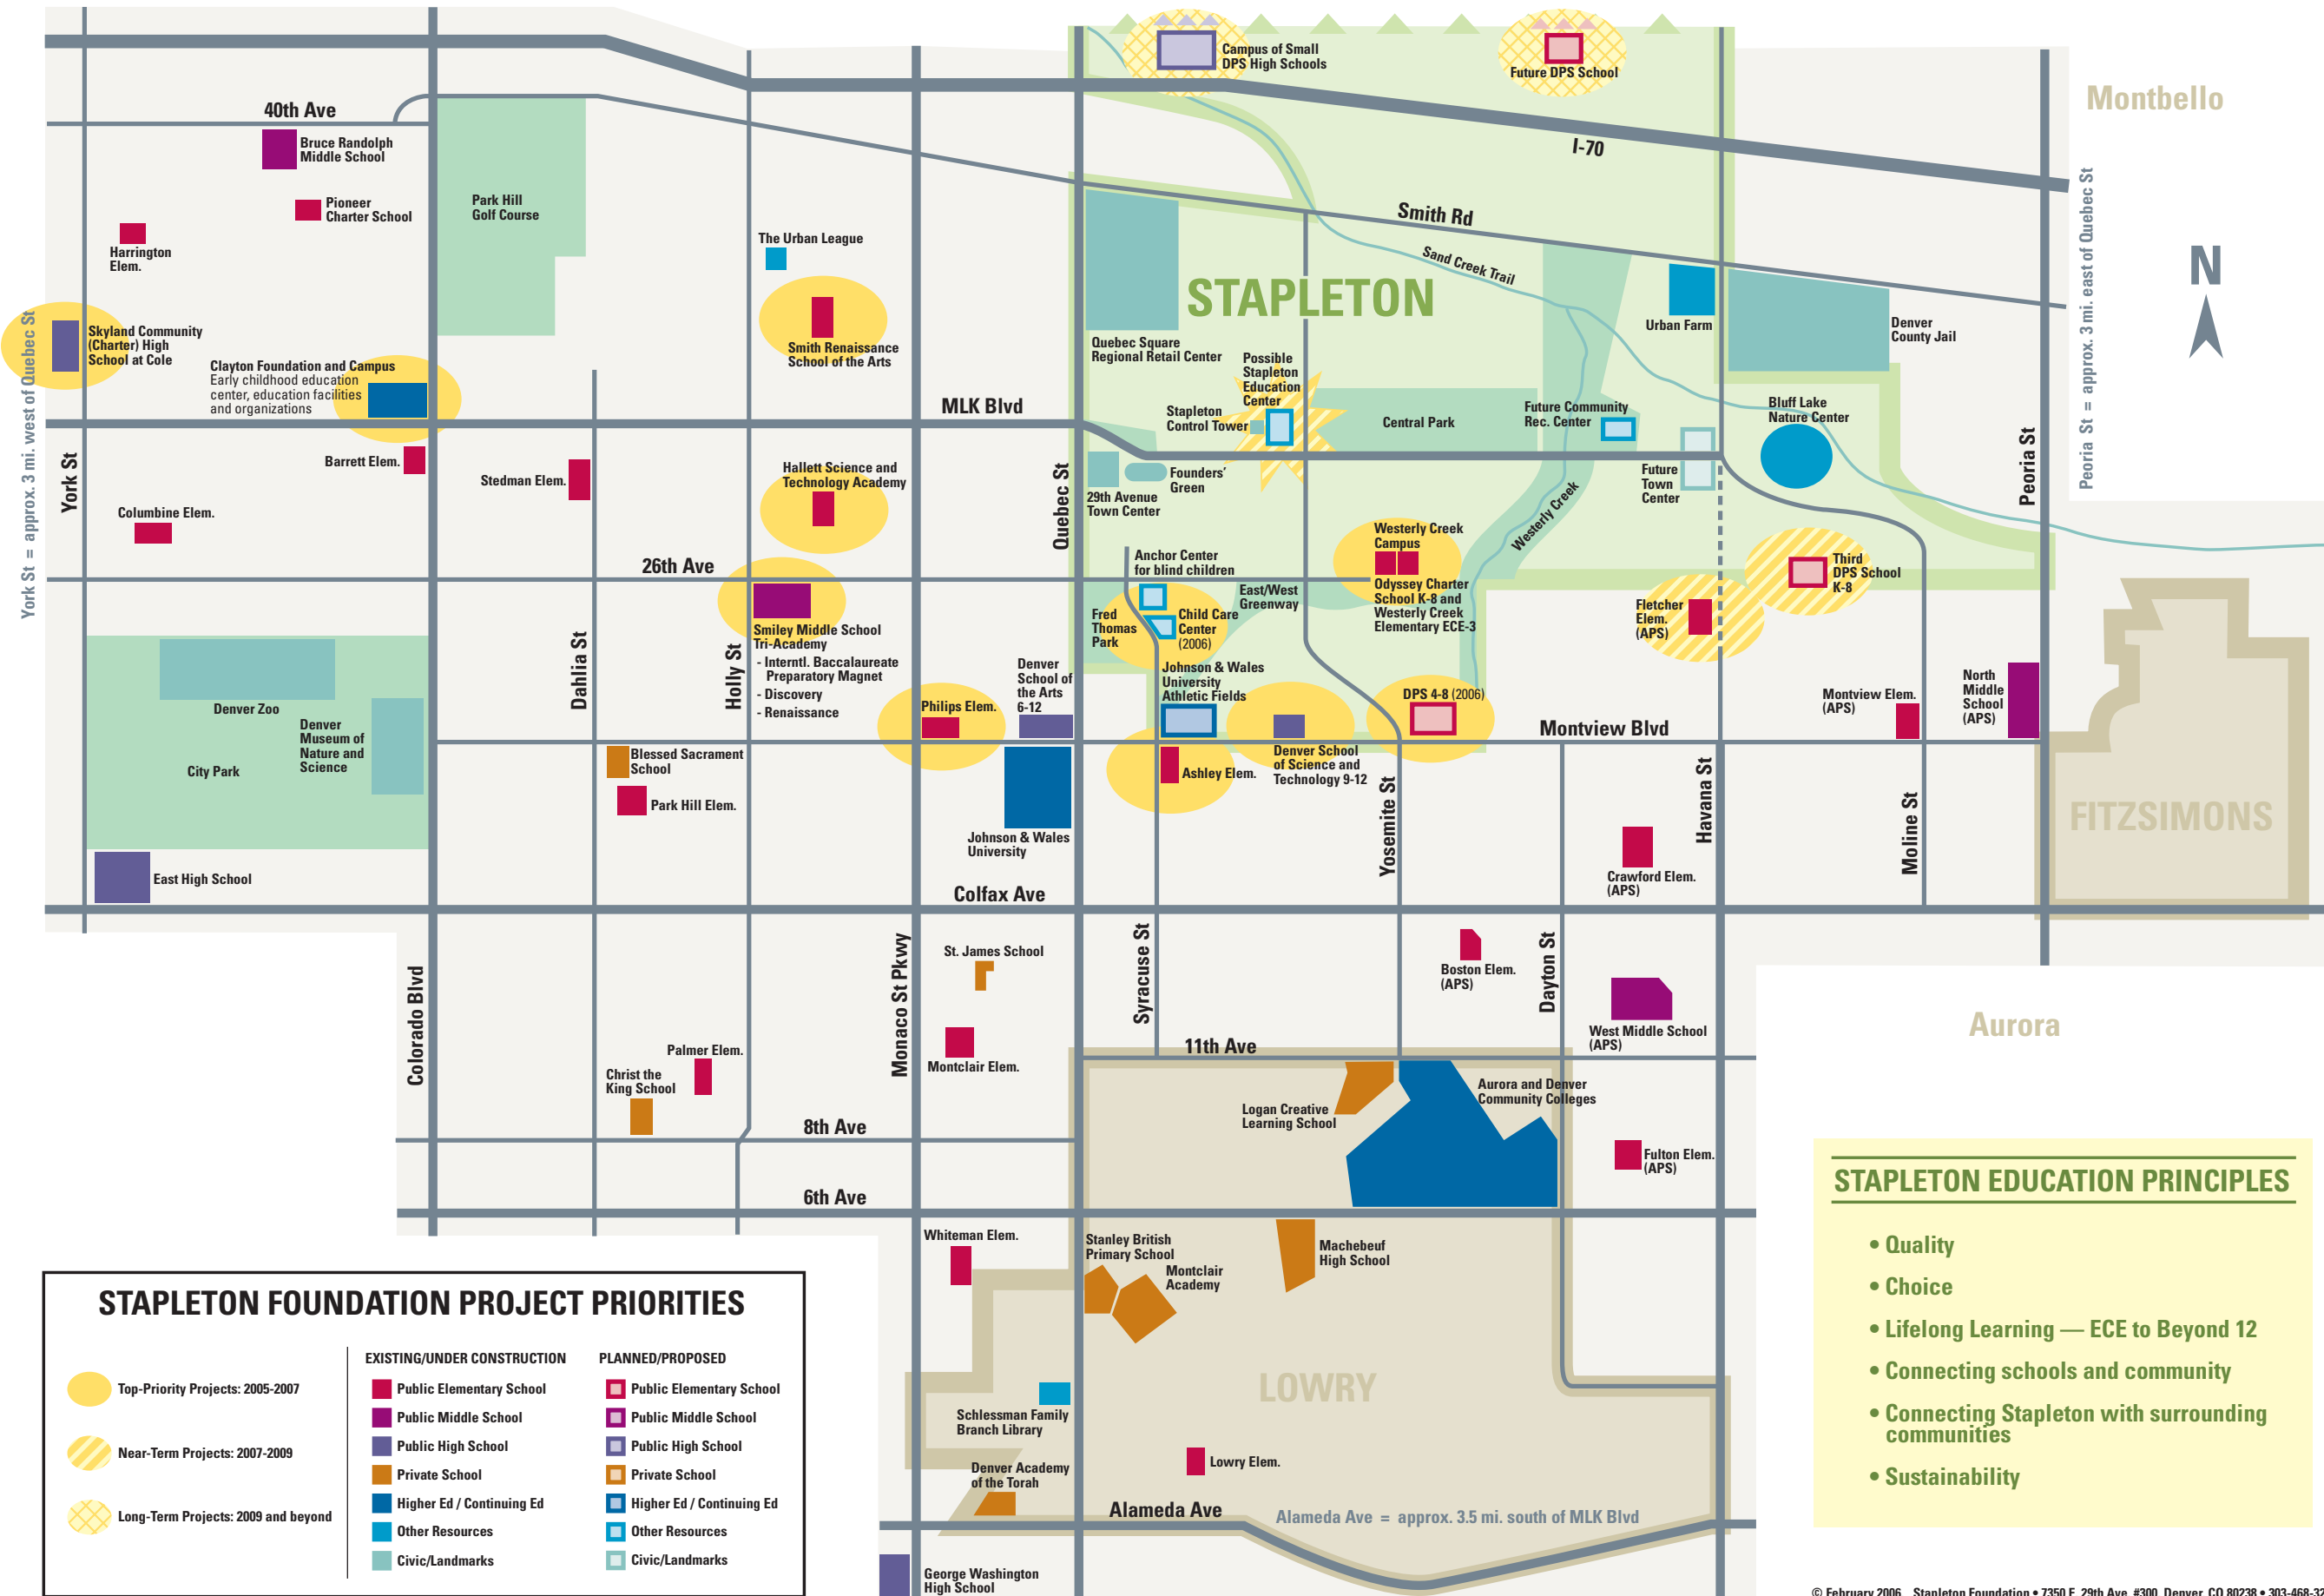 Campus of Small
DPS High Schools
Future DPS School
Montbello
40th Ave
I-70
Bruce Randolph
Middle School
Pioneer
Charter School
Park Hill
Golf Course
Harrington
Elem.
The Urban League
Smith Rd
Sand Creek Trail
STAPLETON
N
Peoria St = approx. 3 mi. east of Quebec St
York St = approx. 3 mi. west of Quebec St
Skyland Community
(Charter) High
School at Cole
Smith Renaissance
School of the Arts
Quebec Square
Regional Retail Center
Urban Farm
Denver
County Jail
Clayton Foundation and Campus
Early childhood education
center, education facilities
and organizations
Possible
Stapleton
Education
Center
Stapleton
Control Tower
MLK Blvd
Central Park
Future Community
Rec. Center
Bluff Lake
Nature Center
Barrett Elem.
Stedman Elem.
Hallett Science and
Technology Academy
Founders'
Green
29th Avenue
Town Center
Future
Town
Center
York St
Quebec St
Peoria St
Columbine Elem.
Westerly Creek
Westerly Creek
Campus
Odyssey Charter
School K-8 and
Westerly Creek
Elementary ECE-3
26th Ave
Anchor Center
for blind children
East/West
Greenway
Third
DPS School
K-8
Fletcher
Elem.
(APS)
Fred
Thomas
Park
Child Care
Center
(2006)
Smiley Middle School
Tri-Academy
- Interntl. Baccalaureate
Preparatory Magnet
- Discovery
- Renaissance
Dahlia St
Holly St
Denver
School of
the Arts
6-12
Johnson & Wales
University
Athletic Fields
Philips Elem.
DPS 4-8 (2006)
Montview Elem.
(APS)
North
Middle
School
(APS)
Denver Zoo
Denver
Museum of
Nature and
Science
City Park
Montview Blvd
Blessed Sacrament
School
Park Hill Elem.
Ashley Elem.
Denver School
of Science and
Technology 9-12
Johnson & Wales
University
Yosemite St
Havana St
Moline St
FITZSIMONS
Crawford Elem.
(APS)
East High School
Colfax Ave
Colorado Blvd
Monaco St Pkwy
Syracuse St
Dayton St
St. James School
Boston Elem.
(APS)
West Middle School
(APS)
Aurora
Palmer Elem.
Montclair Elem.
11th Ave
Christ the
King School
Logan Creative
Learning School
Aurora and Denver
Community Colleges
8th Ave
Fulton Elem.
(APS)
6th Ave
Whiteman Elem.
Stanley British
Primary School
Montclair
Academy
Machebeuf
High School
LOWRY
Schlessman Family
Branch Library
Denver Academy
of the Torah
Lowry Elem.
Alameda Ave
Alameda Ave = approx. 3.5 mi. south of MLK Blvd
George Washington
High School
STAPLETON FOUNDATION PROJECT PRIORITIES
Top-Priority Projects: 2005-2007
Near-Term Projects: 2007-2009
Long-Term Projects: 2009 and beyond
EXISTING/UNDER CONSTRUCTION
Public Elementary School
Public Middle School
Public High School
Private School
Higher Ed / Continuing Ed
Other Resources
Civic/Landmarks
PLANNED/PROPOSED
Public Elementary School
Public Middle School
Public High School
Private School
Higher Ed / Continuing Ed
Other Resources
Civic/Landmarks
STAPLETON EDUCATION PRINCIPLES
• Quality
• Choice
• Lifelong Learning — ECE to Beyond 12
• Connecting schools and community
• Connecting Stapleton with surrounding
communities
• Sustainability
© February 2006 Stapleton Foundation • 7350 E. 29th Ave. #300, Denver, CO 80238 • 303-468-32